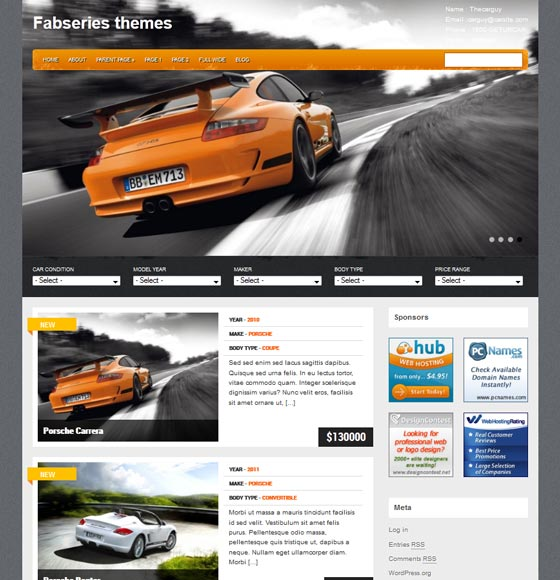 Fabseries themes
Name : Thecarguy
Email : carguy@carsite.com
HOME ABOUT PARENT PAGE » PAGE 1 PAGE 2 FULL WIDE BLOG
BB EM 713
CAR CONDITION MODEL YEAR MAKER BODY TYPE PRICE RANGE
- Select - - Select - - Select - - Select - - Select -
NEW
YEAR - 2010
MAKE - PORSCHE
BODY TYPE - COUPE
Sed sed enim sed lacus sagittis dapibus.
Quisque sed urna felis. In eu lectus tortor,
vitae commodo quam. Integer scelerisque
dignissim varius? Nunc velit eros, facilisis
sit amet ornare ut, [...]
Porsche Carrera
$130000
NEW
YEAR - 2011
MAKE - PORSCHE
BODY TYPE - CONVERTIBLE
Morbi ut massa a mauris tincidunt facilisis
id sed velit. Vestibulum sit amet felis
purus. Pellentesque odio massa,
pellentesque quis tristique ut, dapibus a
neque. Nullam eget ullamcorper diam.
Morbi [...]
Sponsors
hub
WEB HOSTING
from only... $4.95!
Start Today!
PC Names
.com
Check Available
Domain Names
Instantly!
www.pcnames.com
DesignContest
Looking for
professional web
or logo design?
2000+ elite designers
are waiting!
www.designcontest.net
WebHostingRating
Real Customer
Reviews
Best Price
Promotions
Large Selection
of Companies
Meta
Log in
Entries RSS
Comments RSS
WordPress.org